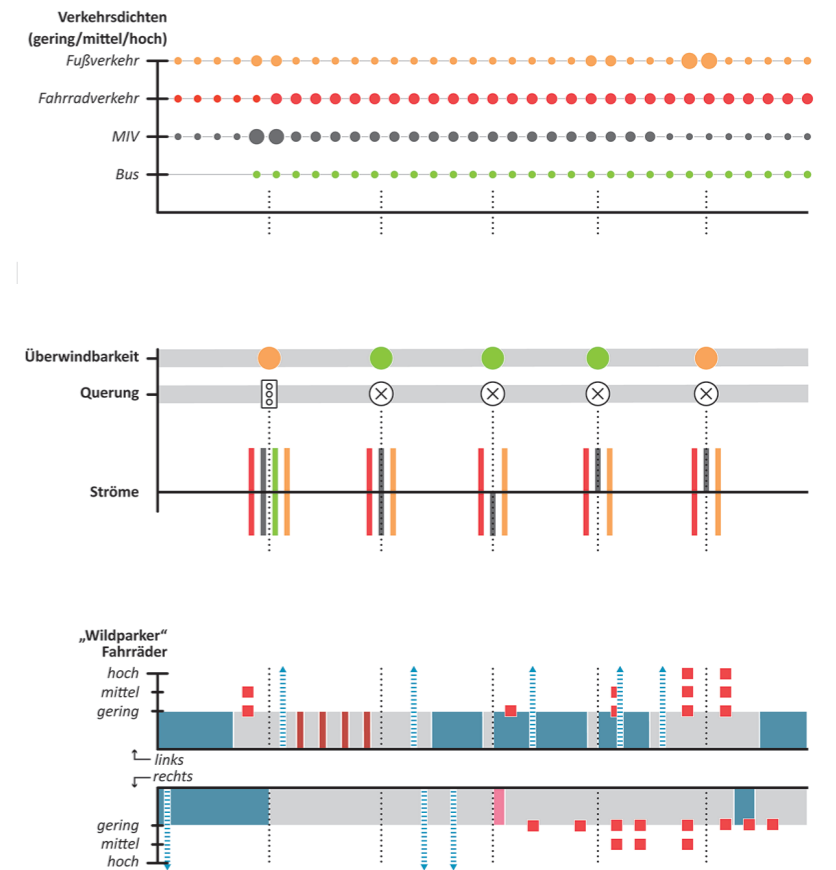 Verkehrsdichten
(gering/mittel/hoch)
Fußverkehr
Fahrradverkehr
MIV
Bus
Überwindbarkeit
Querung
Ströme
„Wildparker“
Fahrräder
hoch
mittel
gering
links
rechts
gering
mittel
hoch